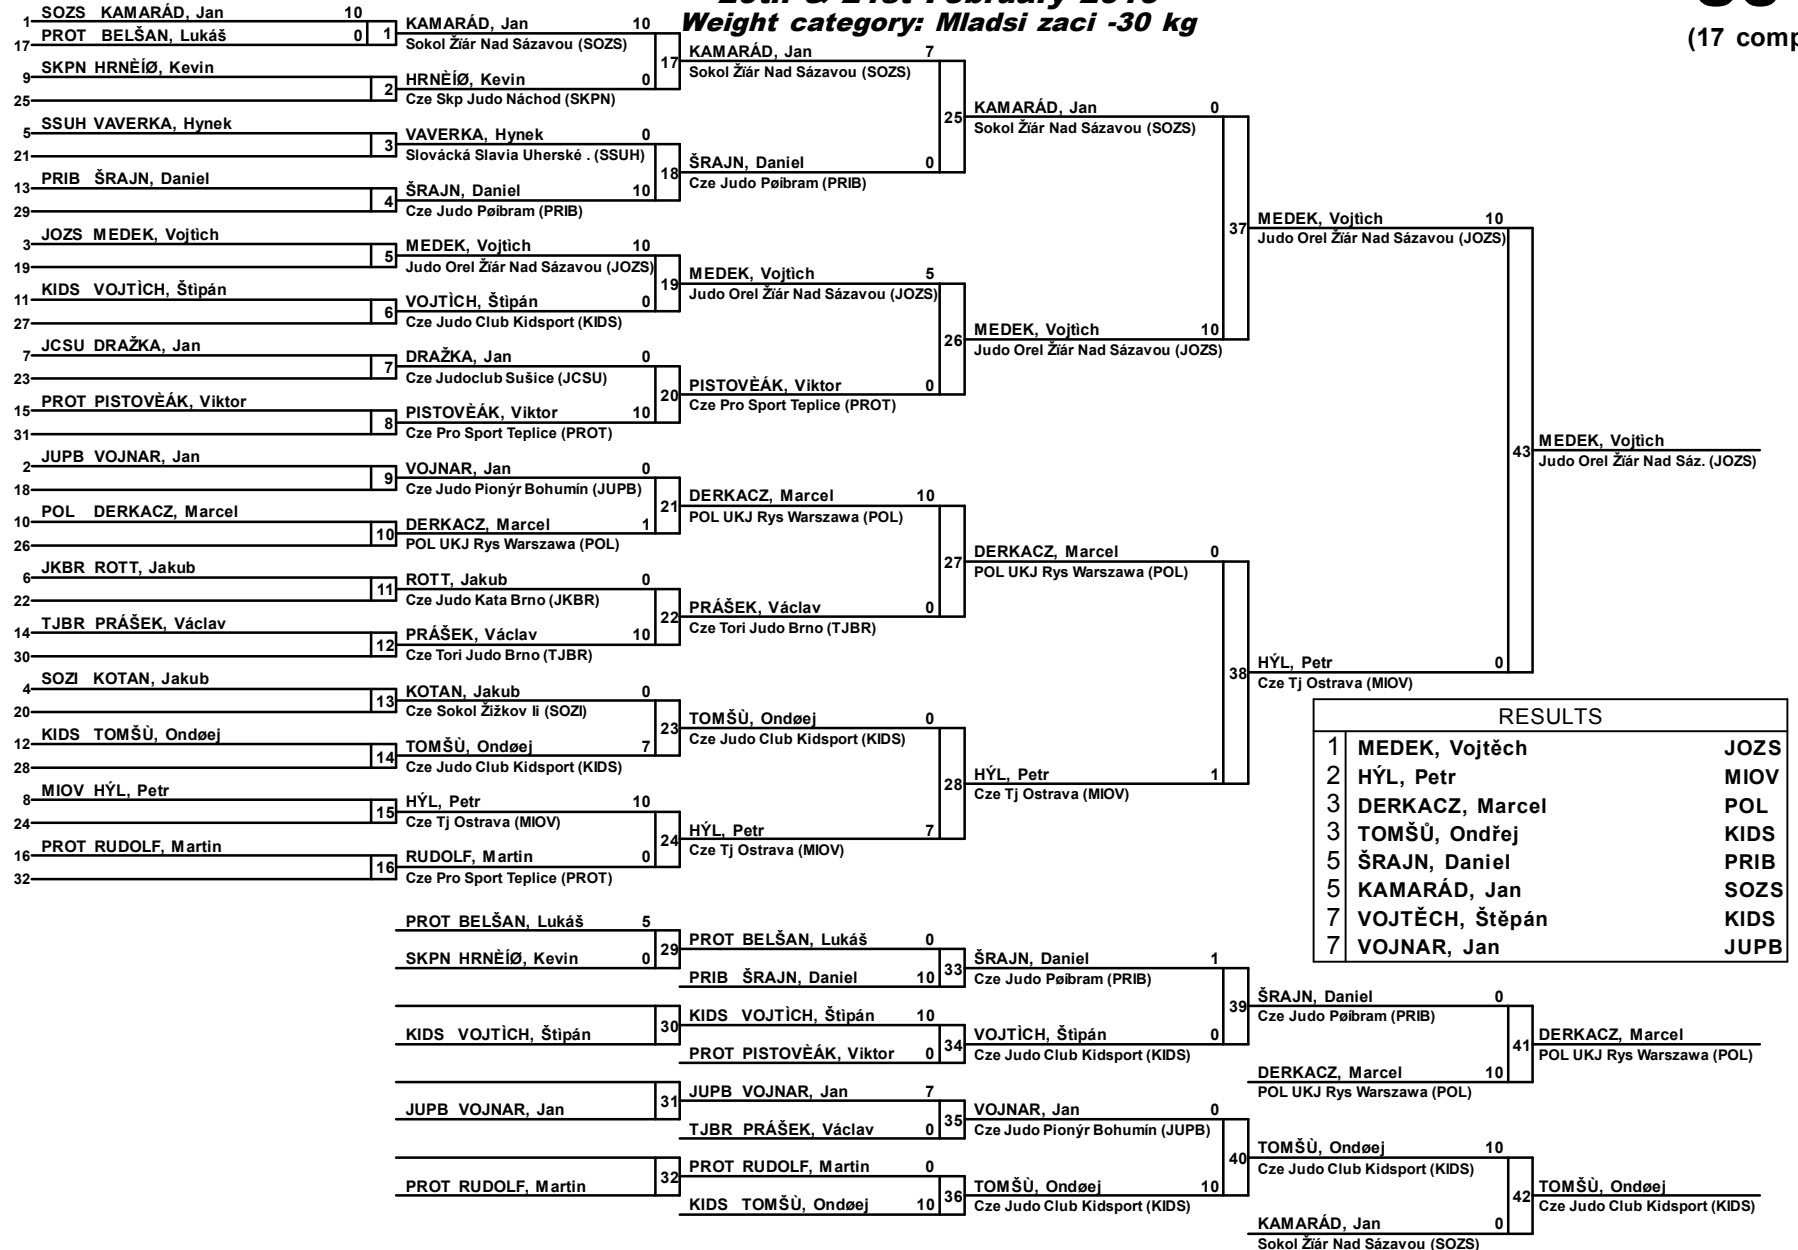 Weight category: Mladsi zaci -30 kg
(17 comp
1 SOZS KAMARÁD, Jan 10
17 PROT BELŠAN, Lukáš 0
1
9 SKPN HRNÈÍØ, Kevin
25
2
5 SSUH VAVERKA, Hynek
21
3
13 PRIB ŠRAJN, Daniel
29
4
3 JOZS MEDEK, Vojtìch
19
5
11 KIDS VOJTÌCH, Štìpán
27
6
7 JCSU DRAŽKA, Jan
23
7
15 PROT PISTOVÈÁK, Viktor
31
8
2 JUPB VOJNAR, Jan
18
9
10 POL DERKACZ, Marcel
26
10
6 JKBR ROTT, Jakub
22
11
14 TJBR PRÁŠEK, Václav
30
12
4 SOZI KOTAN, Jakub
20
13
12 KIDS TOMŠÙ, Ondøej
28
14
8 MIOV HÝL, Petr
24
15
16 PROT RUDOLF, Martin
32
16
KAMARÁD, Jan 10
Sokol Žïár Nad Sázavou (SOZS)
17
HRNÈÍØ, Kevin 0
Cze Skp Judo Náchod (SKPN)
VAVERKA, Hynek 0
Slovácká Slavia Uherské . (SSUH)
18
ŠRAJN, Daniel 10
Cze Judo Pøíbram (PRIB)
MEDEK, Vojtìch 10
Judo Orel Žïár Nad Sázavou (JOZS)
19
VOJTÌCH, Štìpán 0
Cze Judo Club Kidsport (KIDS)
DRAŽKA, Jan 0
Cze Judoclub Sušice (JCSU)
20
PISTOVÈÁK, Viktor 10
Cze Pro Sport Teplice (PROT)
VOJNAR, Jan 0
Cze Judo Pionýr Bohumín (JUPB)
21
DERKACZ, Marcel 1
POL UKJ Rys Warszawa (POL)
ROTT, Jakub 0
Cze Judo Kata Brno (JKBR)
22
PRÁŠEK, Václav 10
Cze Tori Judo Brno (TJBR)
KOTAN, Jakub 0
Cze Sokol Žižkov Ii (SOZI)
23
TOMŠÙ, Ondøej 7
Cze Judo Club Kidsport (KIDS)
HÝL, Petr 10
Cze Tj Ostrava (MIOV)
24
RUDOLF, Martin 0
Cze Pro Sport Teplice (PROT)
KAMARÁD, Jan 7
Sokol Žïár Nad Sázavou (SOZS)
25
ŠRAJN, Daniel 0
Cze Judo Pøíbram (PRIB)
MEDEK, Vojtìch 5
Judo Orel Žïár Nad Sázavou (JOZS)
26
PISTOVÈÁK, Viktor 0
Cze Pro Sport Teplice (PROT)
DERKACZ, Marcel 10
POL UKJ Rys Warszawa (POL)
27
PRÁŠEK, Václav 0
Cze Tori Judo Brno (TJBR)
TOMŠÙ, Ondøej 0
Cze Judo Club Kidsport (KIDS)
28
HÝL, Petr 7
Cze Tj Ostrava (MIOV)
KAMARÁD, Jan 0
Sokol Žïár Nad Sázavou (SOZS)
37
MEDEK, Vojtìch 10
Judo Orel Žïár Nad Sázavou (JOZS)
DERKACZ, Marcel 0
POL UKJ Rys Warszawa (POL)
38
HÝL, Petr 1
Cze Tj Ostrava (MIOV)
MEDEK, Vojtìch 10
Judo Orel Žïár Nad Sázavou (JOZS)
43
HÝL, Petr 0
Cze Tj Ostrava (MIOV)
MEDEK, Vojtìch
Judo Orel Žïár Nad Sáz. (JOZS)
RESULTS
1 MEDEK, Vojtěch JOZS
2 HÝL, Petr MIOV
3 DERKACZ, Marcel POL
3 TOMŠŮ, Ondřej KIDS
5 ŠRAJN, Daniel PRIB
5 KAMARÁD, Jan SOZS
7 VOJTĚCH, Štěpán KIDS
7 VOJNAR, Jan JUPB
PROT BELŠAN, Lukáš 5
29
SKPN HRNÈÍØ, Kevin 0
30
KIDS VOJTÌCH, Štìpán
31
JUPB VOJNAR, Jan
32
PROT RUDOLF, Martin
PROT BELŠAN, Lukáš 0
33
PRIB ŠRAJN, Daniel 10
KIDS VOJTÌCH, Štìpán 10
34
PROT PISTOVÈÁK, Viktor 0
JUPB VOJNAR, Jan 7
35
TJBR PRÁŠEK, Václav 0
PROT RUDOLF, Martin 0
36
KIDS TOMŠÙ, Ondøej 10
ŠRAJN, Daniel 1
Cze Judo Pøíbram (PRIB)
39
VOJTÌCH, Štìpán 0
Cze Judo Club Kidsport (KIDS)
VOJNAR, Jan 0
Cze Judo Pionýr Bohumín (JUPB)
40
TOMŠÙ, Ondøej 10
Cze Judo Club Kidsport (KIDS)
ŠRAJN, Daniel 0
Cze Judo Pøíbram (PRIB)
41
DERKACZ, Marcel 10
POL UKJ Rys Warszawa (POL)
TOMŠÙ, Ondøej 10
Cze Judo Club Kidsport (KIDS)
42
KAMARÁD, Jan 0
Sokol Žïár Nad Sázavou (SOZS)
DERKACZ, Marcel
POL UKJ Rys Warszawa (POL)
TOMŠÙ, Ondøej
Cze Judo Club Kidsport (KIDS)